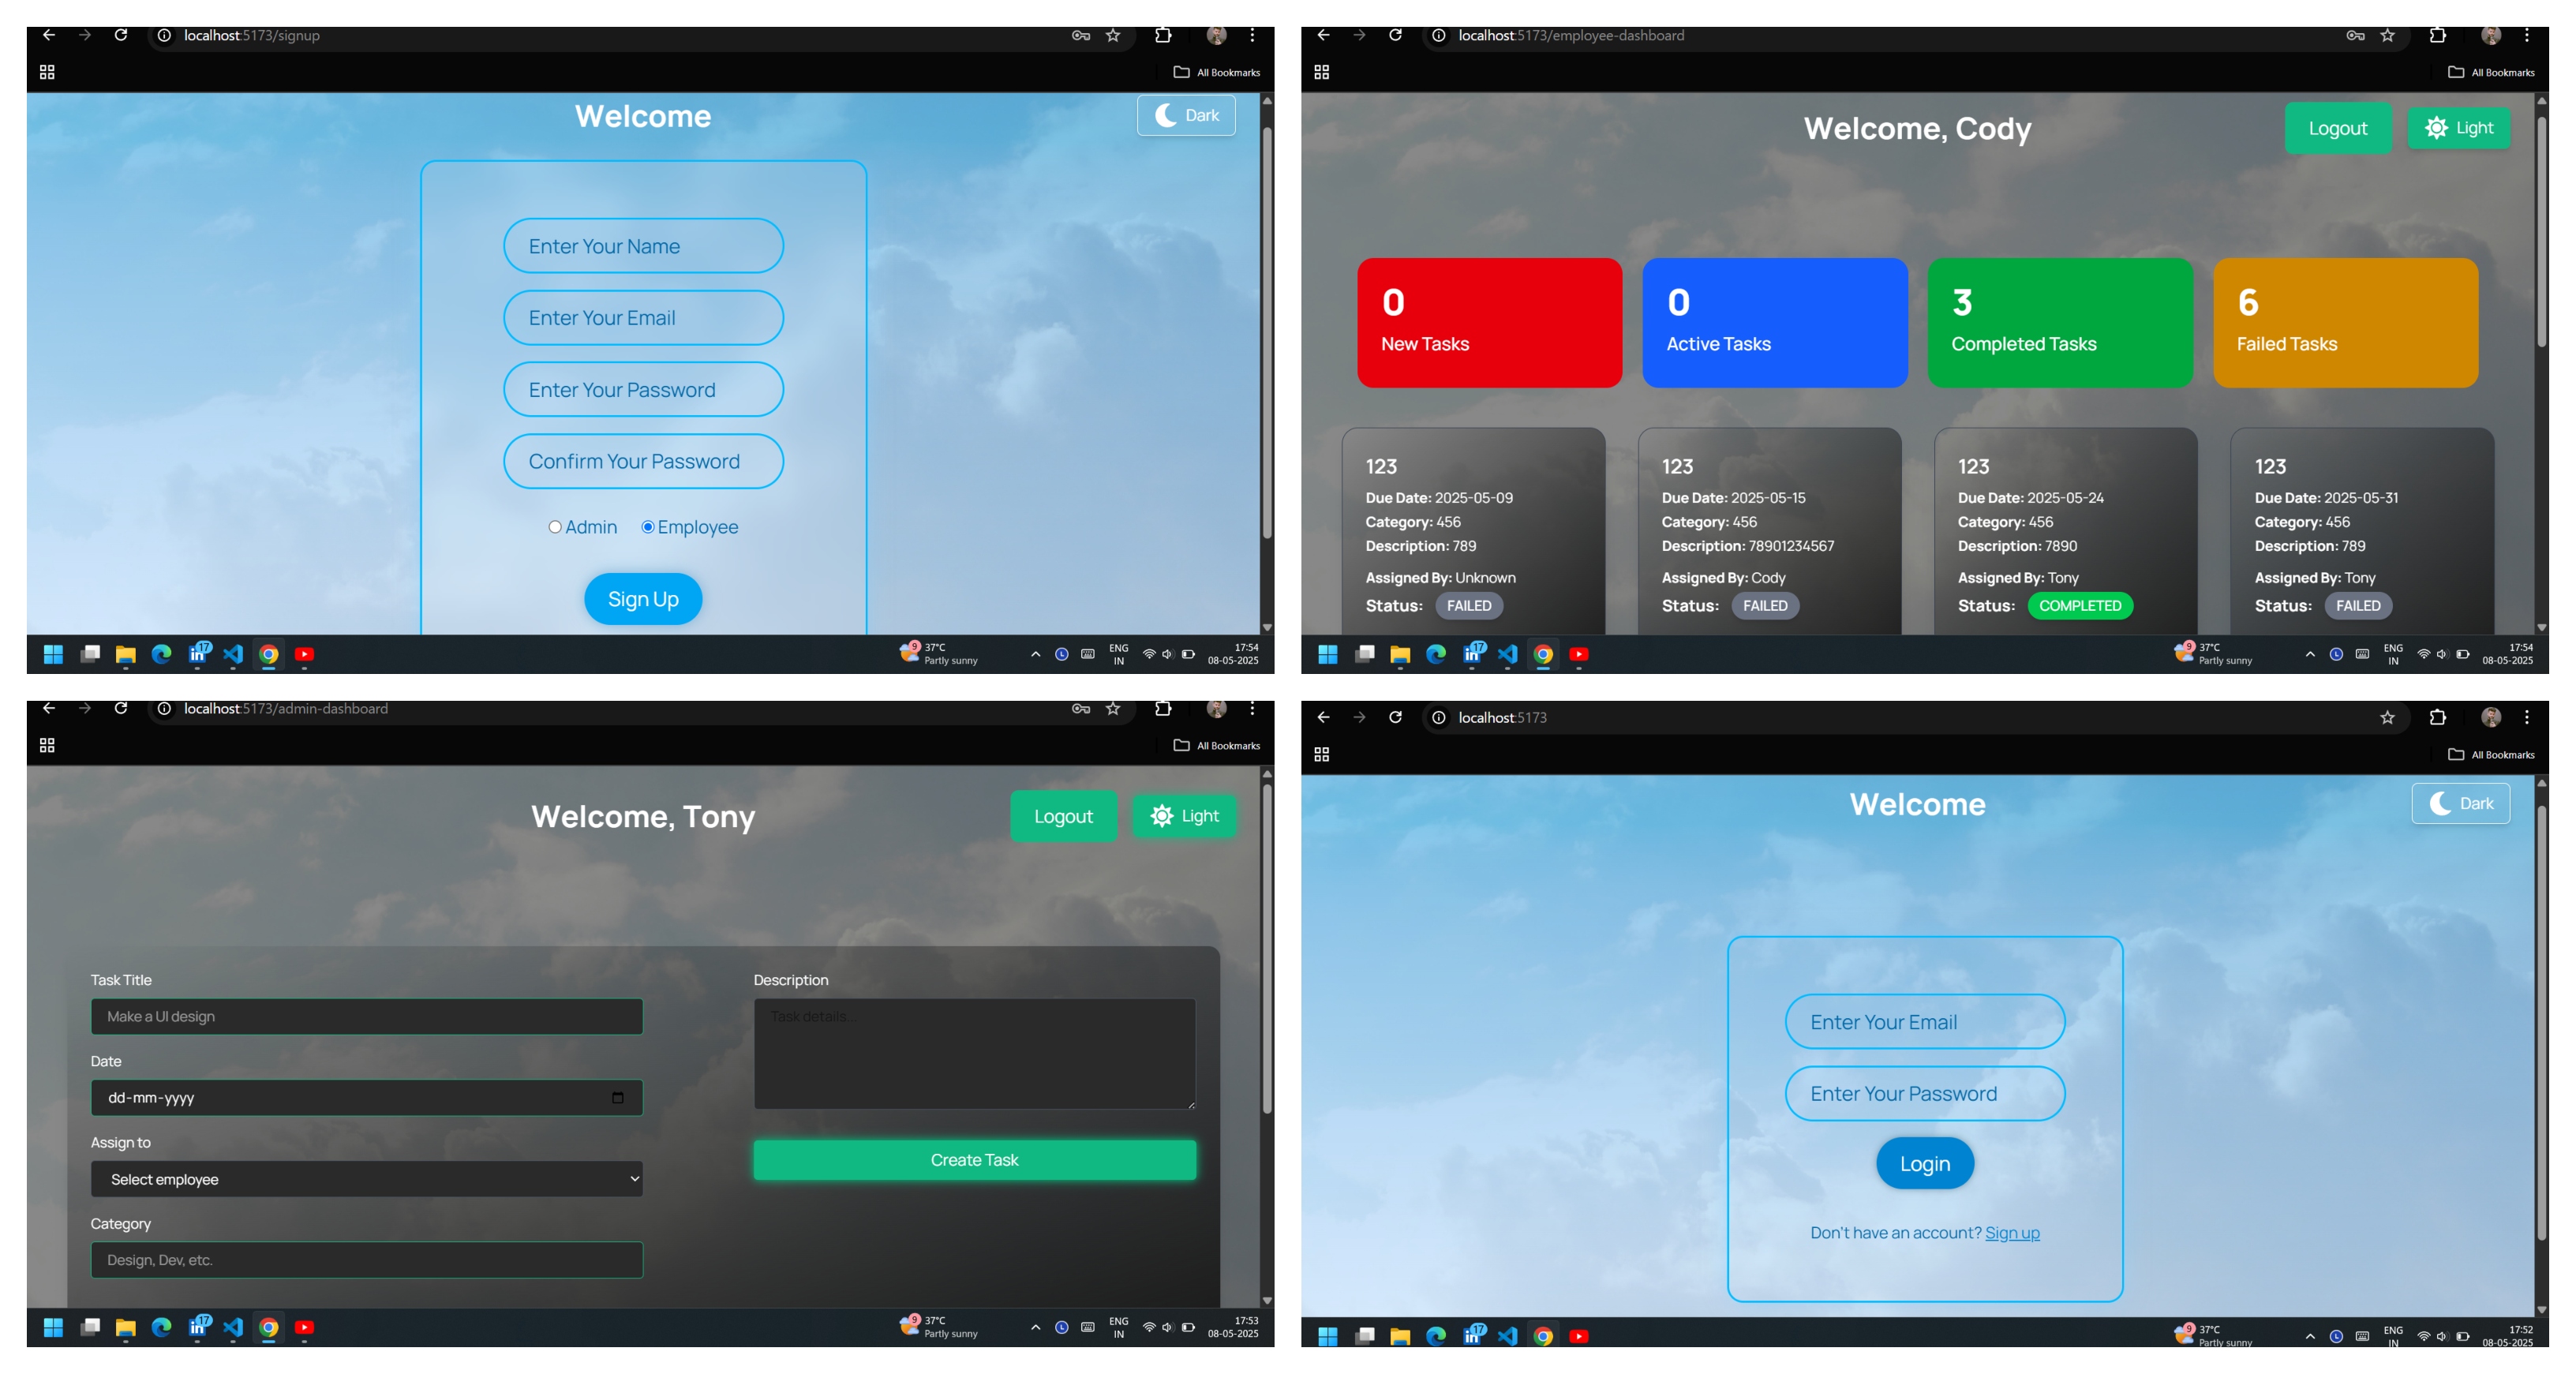 localhost:5173/signup
All Bookmarks
Welcome
Dark
Enter Your Name
Enter Your Email
Enter Your Password
Confirm Your Password
Admin Employee
Sign Up
17
9
37°C
Partly sunny
ENG
IN
17:54
08-05-2025
localhost:5173/employee-dashboard
All Bookmarks
Welcome, Cody
Logout
Light
0
New Tasks
0
Active Tasks
3
Completed Tasks
6
Failed Tasks
123
Due Date: 2025-05-09
Category: 456
Description: 789
Assigned By: Unknown
Status: FAILED
123
Due Date: 2025-05-15
Category: 456
Description: 78901234567
Assigned By: Cody
Status: FAILED
123
Due Date: 2025-05-24
Category: 456
Description: 7890
Assigned By: Tony
Status: COMPLETED
123
Due Date: 2025-05-31
Category: 456
Description: 789
Assigned By: Tony
Status: FAILED
17
9
37°C
Partly sunny
ENG
IN
17:54
08-05-2025
localhost:5173/admin-dashboard
All Bookmarks
Welcome, Tony
Logout
Light
Task Title
Make a UI design
Date
dd-mm-yyyy
Assign to
Select employee
Category
Design, Dev, etc.
Description
Task details...
Create Task
17
9
37°C
Partly sunny
ENG
IN
17:53
08-05-2025
localhost:5173
All Bookmarks
Welcome
Dark
Enter Your Email
Enter Your Password
Login
Don't have an account? Sign up
17
9
37°C
Partly sunny
ENG
IN
17:52
08-05-2025